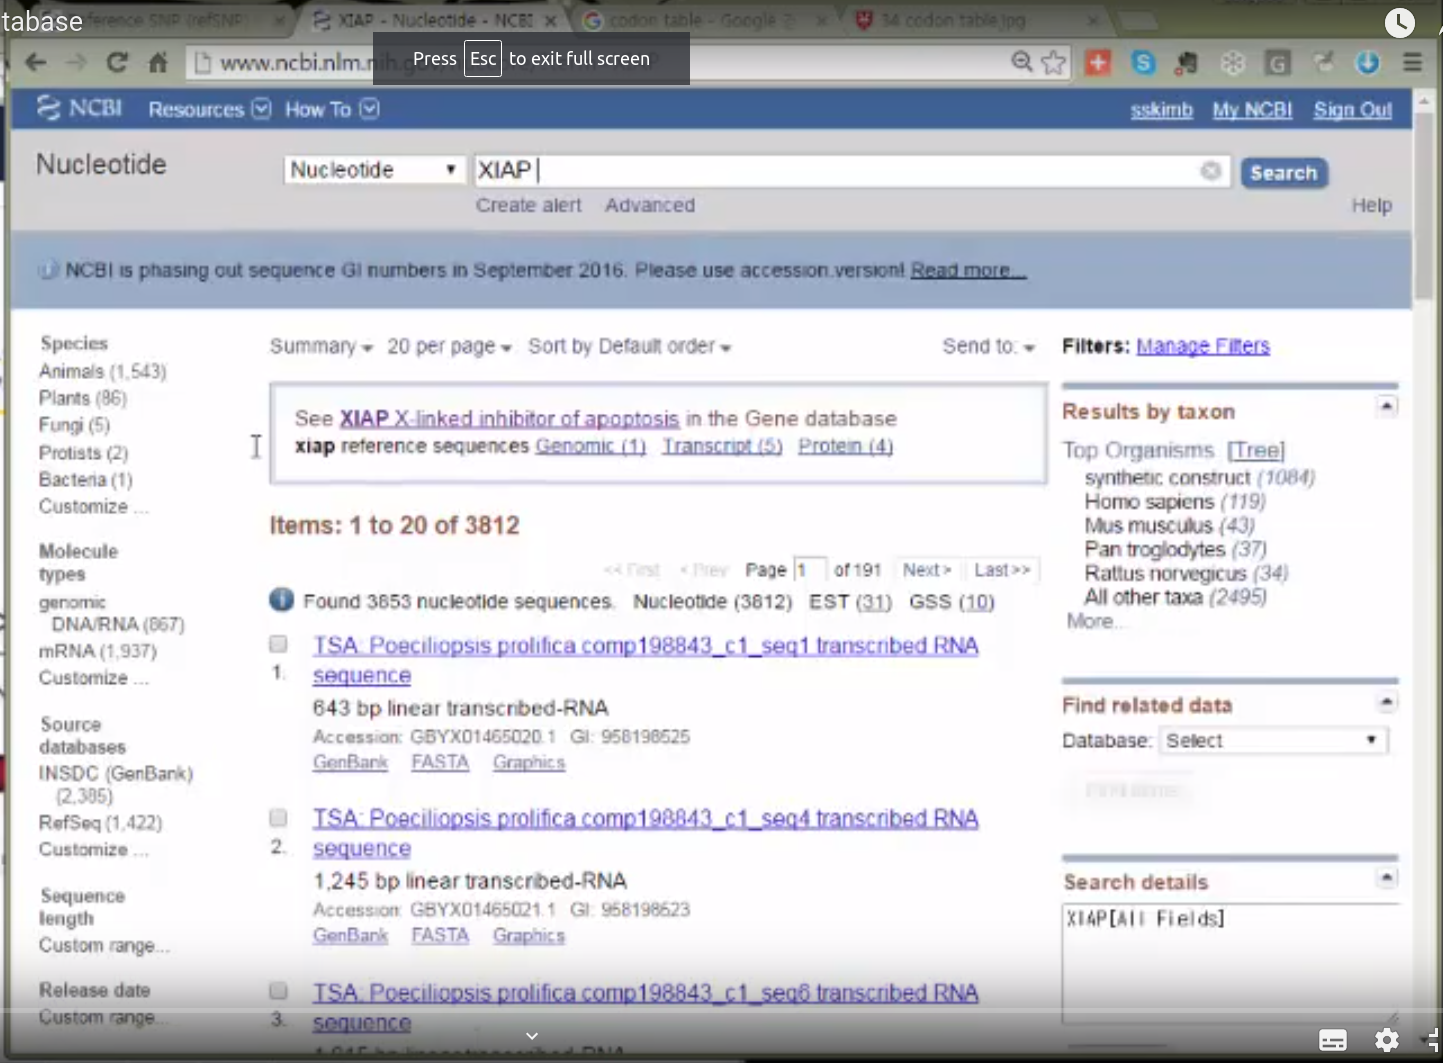 tabase
XIAP - Nucleotide - NCBI
codon table - Google
34 codon table.jpg
Press Esc to exit full screen
www.ncbi.nlm.nih
NCBI Resources How To sskimb My NCBI Sign Out
Nucleotide Nucleotide XIAP Search
Create alert Advanced Help
NCBI is phasing out sequence GI numbers in September 2016. Please use accession.version! Read more...
Species
Animals (1,543)
Plants (86)
Fungi (5)
Protists (2)
Bacteria (1)
Customize ...
Molecule
types
genomic
DNA/RNA (867)
mRNA (1,937)
Customize ...
Source
databases
INSDC (GenBank)
(2,385)
RefSeq (1,422)
Customize ...
Sequence
length
Custom range...
Release date
Custom range...
Summary 20 per page Sort by Default order Send to:
See XIAP X-linked inhibitor of apoptosis in the Gene database
xiap reference sequences Genomic (1) Transcript (5) Protein (4)
Items: 1 to 20 of 3812
<< First < Prev Page 1 of 191 Next > Last >>
Found 3853 nucleotide sequences. Nucleotide (3812) EST (31) GSS (10)
TSA: Poeciliopsis prolifica comp198843_c1_seq1 transcribed RNA
1. sequence
643 bp linear transcribed-RNA
Accession: GBYX01465020.1 GI: 958198525
GenBank FASTA Graphics
TSA: Poeciliopsis prolifica comp198843_c1_seq4 transcribed RNA
2. sequence
1,245 bp linear transcribed-RNA
Accession: GBYX01465021.1 GI: 958198523
GenBank FASTA Graphics
TSA: Poeciliopsis prolifica comp198843_c1_seq6 transcribed RNA
3. sequence
Filters: Manage Filters
Results by taxon
Top Organisms [Tree]
synthetic construct (1084)
Homo sapiens (119)
Mus musculus (43)
Pan troglodytes (37)
Rattus norvegicus (34)
All other taxa (2495)
More...
Find related data
Database: Select
Find items
Search details
XIAP[All Fields]